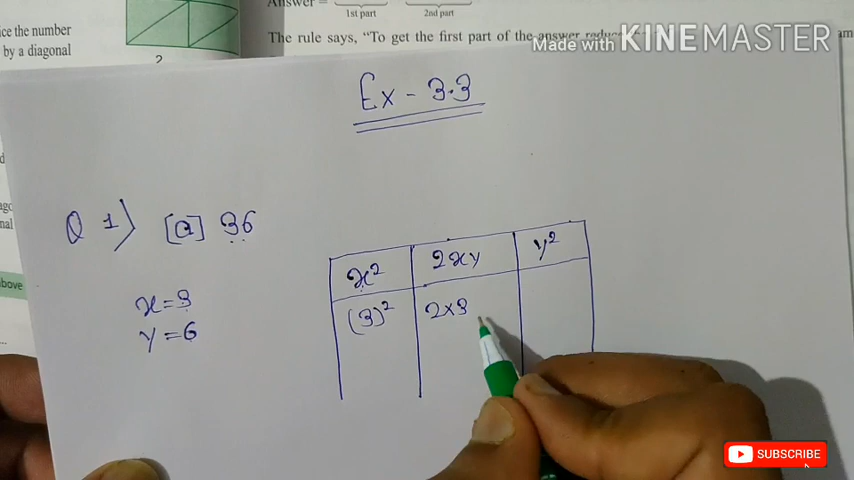 ice the number
by a diagonal
2
Answer =
1st part 2nd part
The rule says, "To get the first part of the answer
am
Made with KINEMASTER
Ex - 3.3
Q 1) [a] 36
x = 3
y = 6
x² 2xy y²
(3)² 2×3
above
SUBSCRIBE